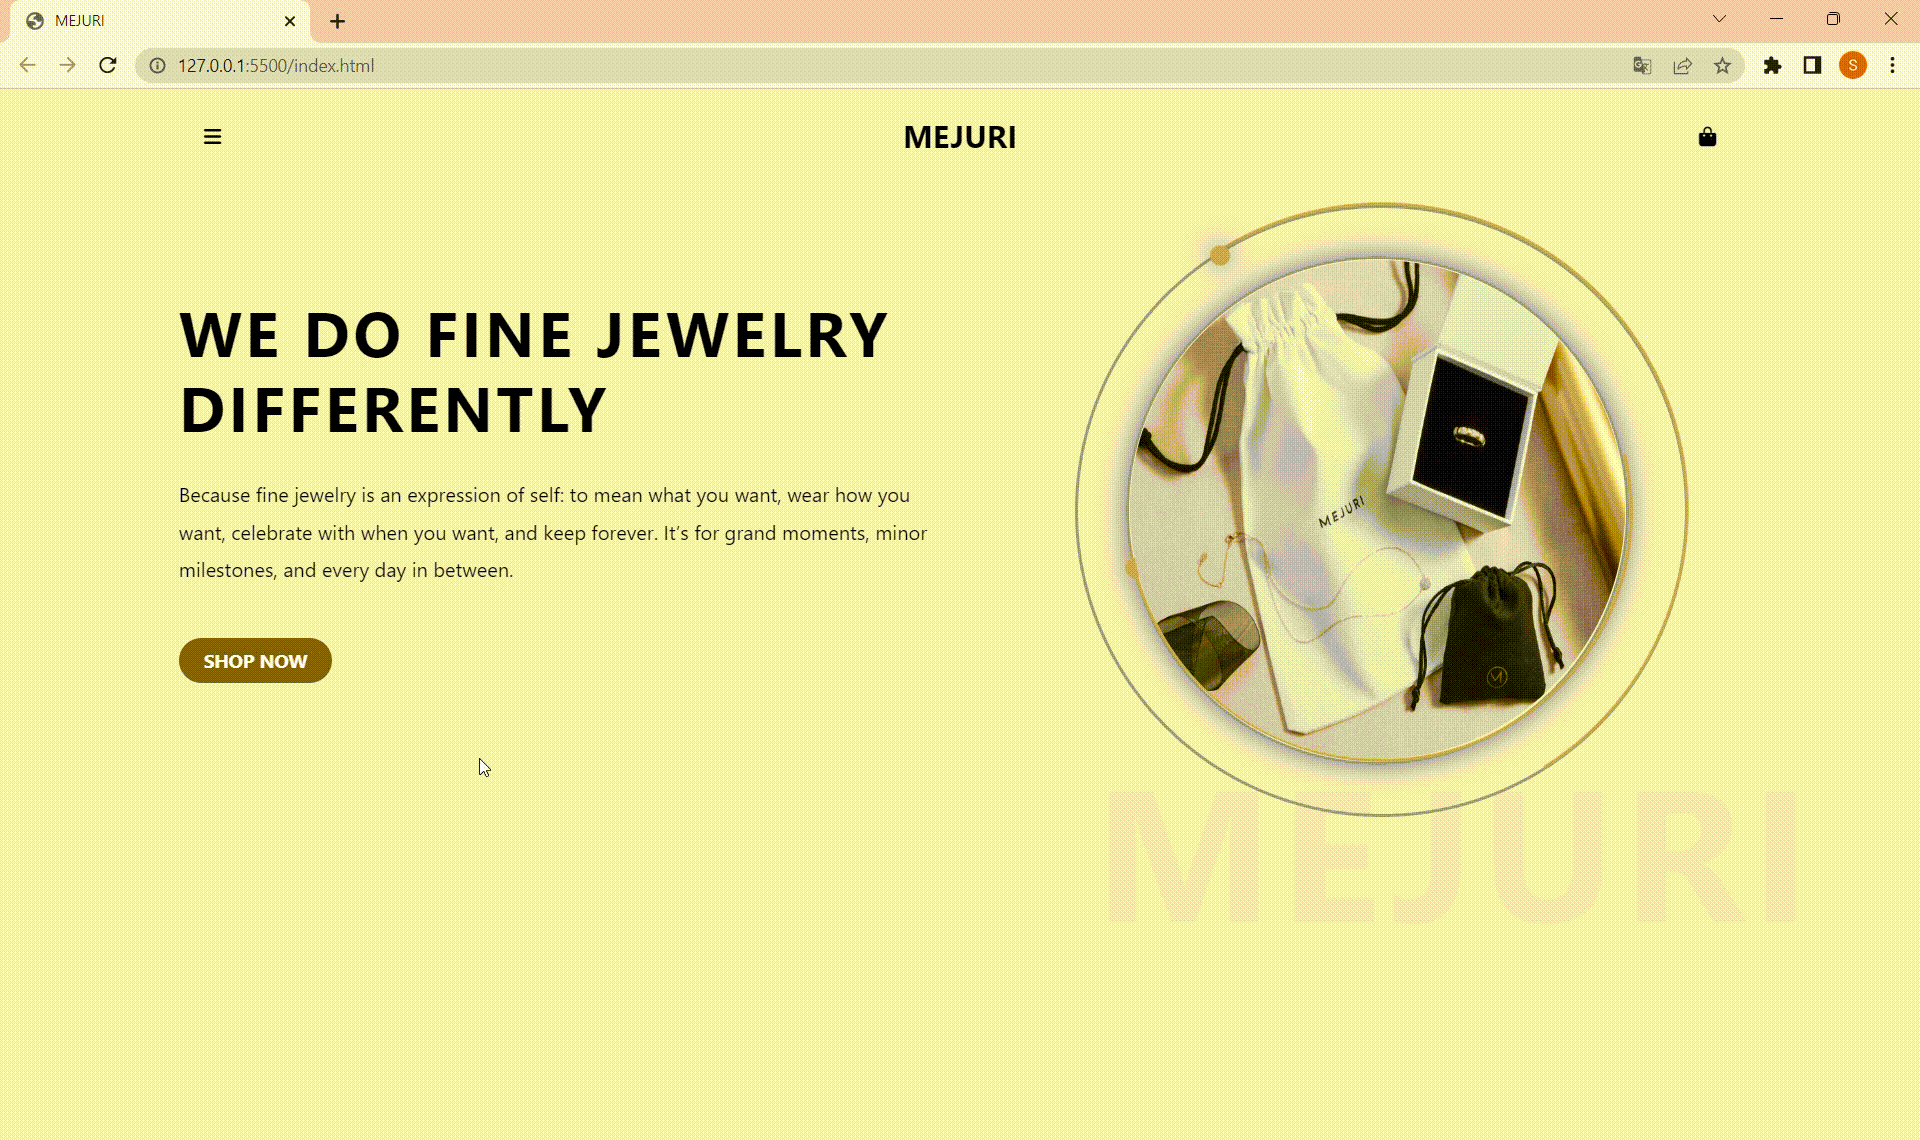 MEJURI
127.0.0.1:5500/index.html
S
MEJURI
WE DO FINE JEWELRY
DIFFERENTLY
Because fine jewelry is an expression of self: to mean what you want, wear how you
want, celebrate with when you want, and keep forever. It’s for grand moments, minor
milestones, and every day in between.
SHOP NOW
MEJURI
M
MEJURI